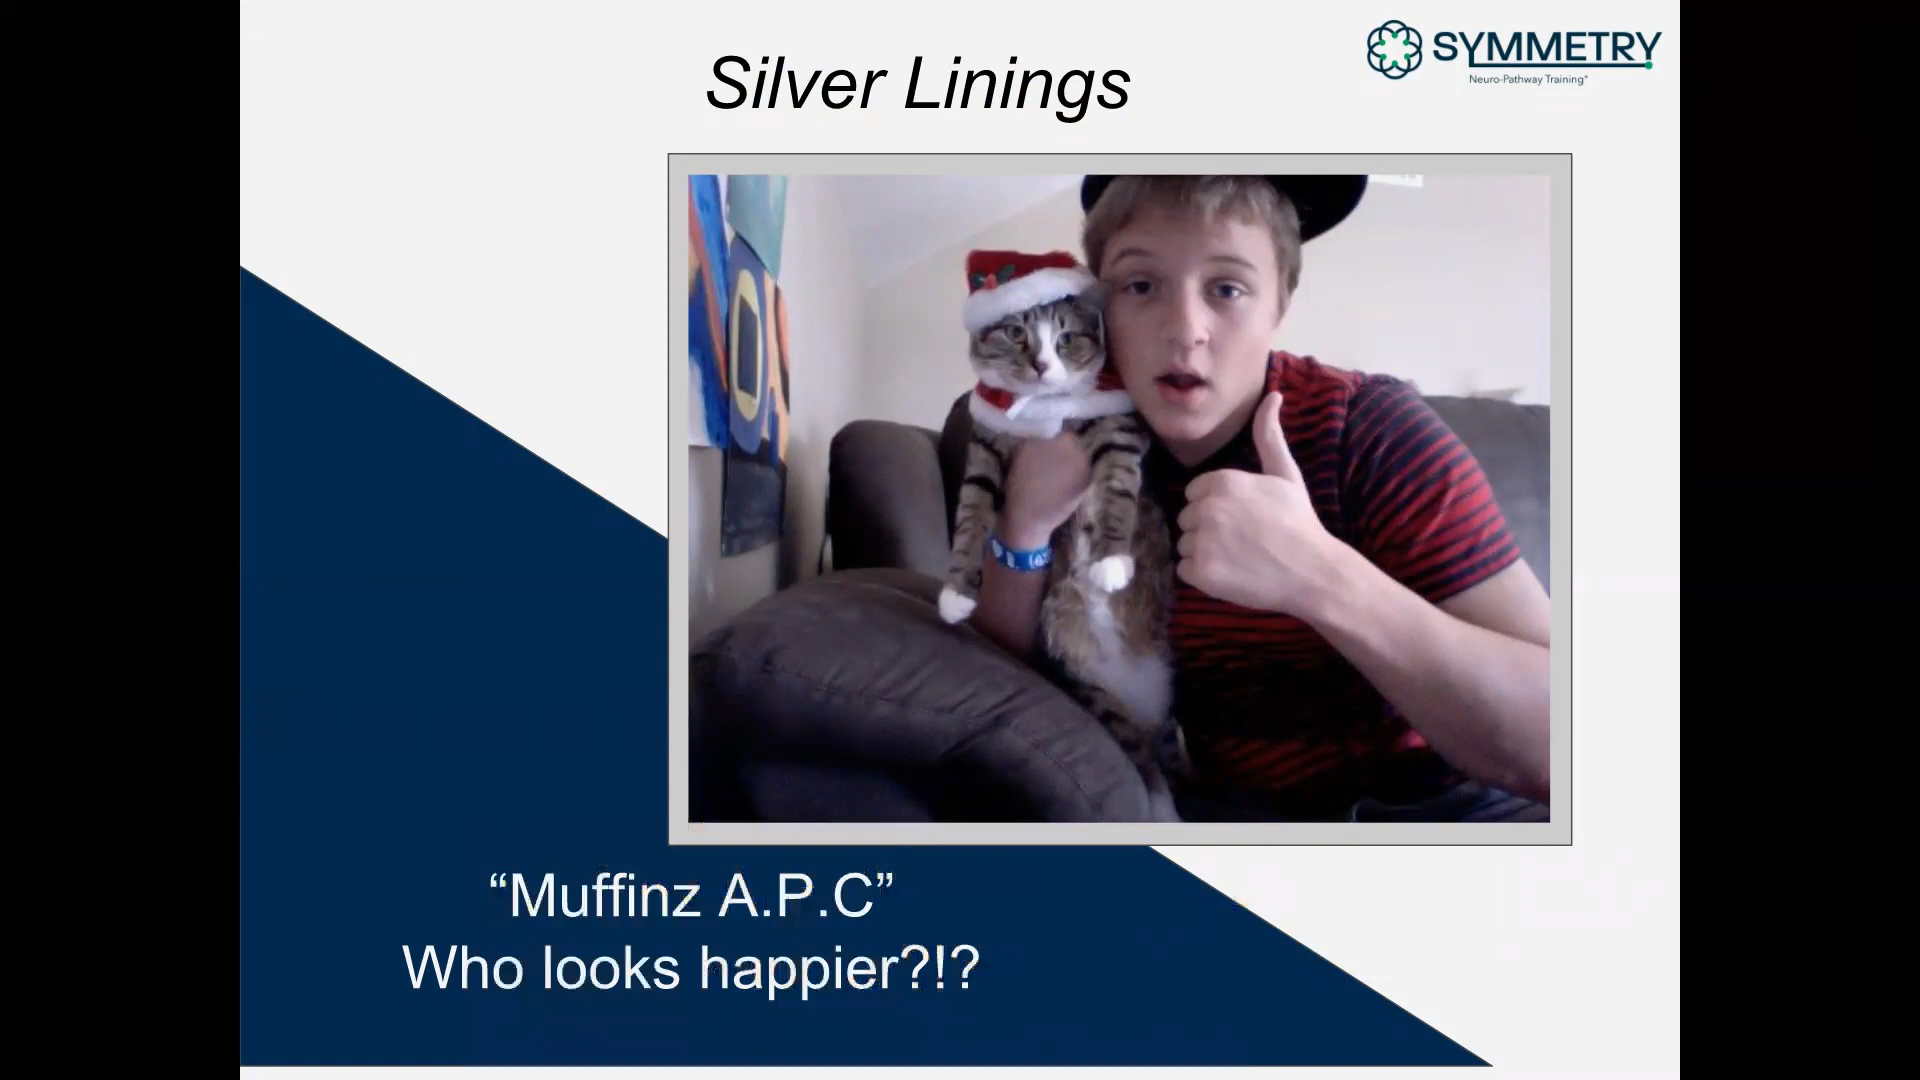 Silver Linings
SYMMETRY
Neuro-Pathway Training*
“Muffinz A.P.C”
Who looks happier?!?